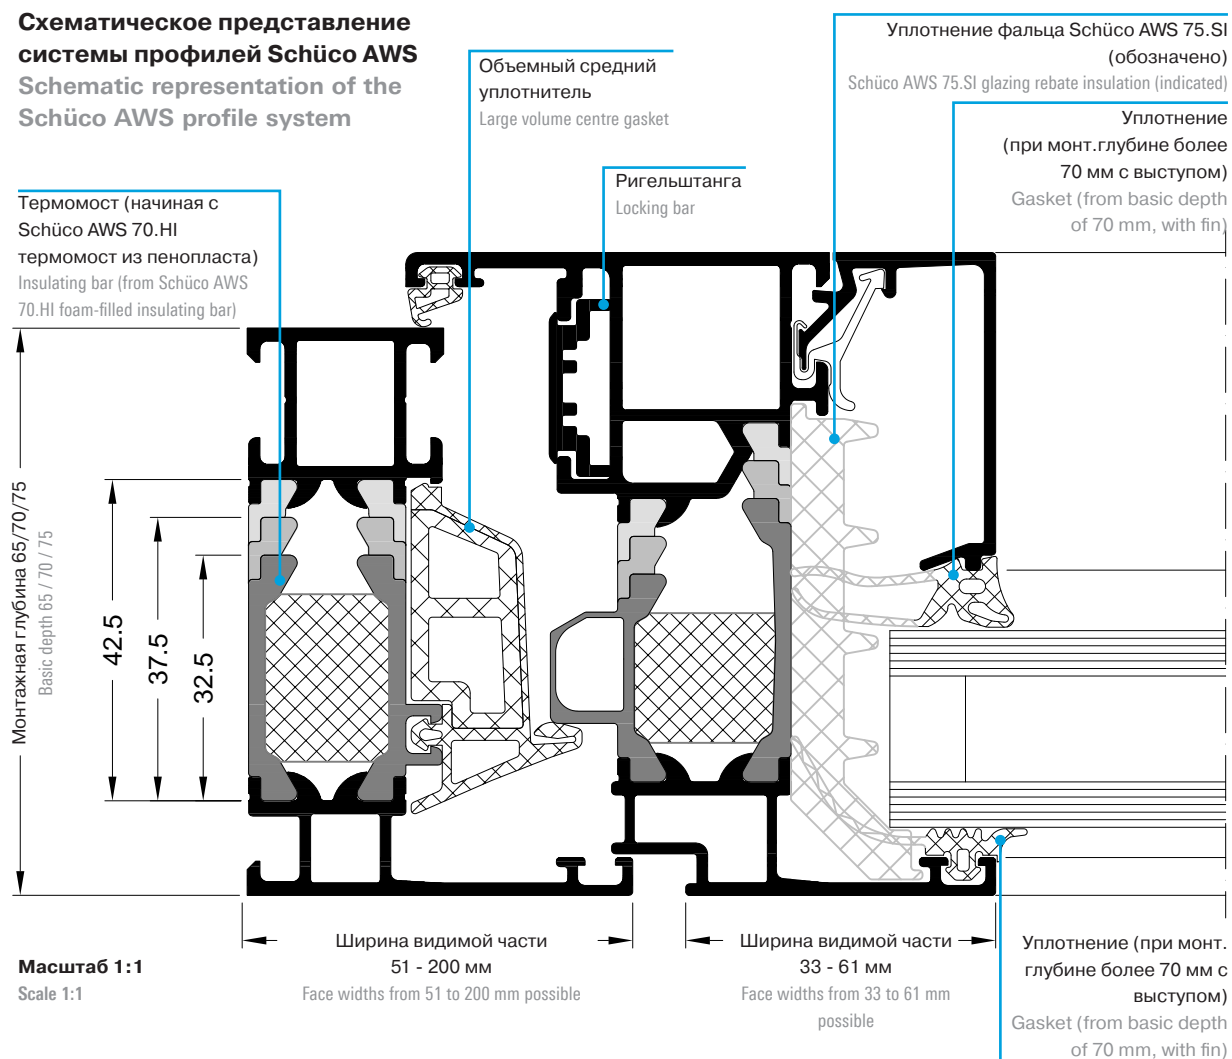 Схематическое представление
системы профилей Schüco AWS
Schematic representation of the
Schüco AWS profile system
Объемный средний
уплотнитель
Large volume centre gasket
Уплотнение фальца Schüco AWS 75.SI
(обозначено)
Schüco AWS 75.SI glazing rebate insulation (indicated)
Уплотнение
(при монт.глубине более
70 мм с выступом)
Gasket (from basic depth
of 70 mm, with fin)
Ригельштанга
Locking bar
Термомост (начиная с
Schüco AWS 70.HI
термомост из пенопласта)
Insulating bar (from Schüco AWS
70.HI foam-filled insulating bar)
Монтажная глубина 65/70/75
Basic depth 65 / 70 / 75
42.5
37.5
32.5
Масштаб 1:1
Scale 1:1
Ширина видимой части
51 - 200 мм
Face widths from 51 to 200 mm possible
Ширина видимой части
33 - 61 мм
Face widths from 33 to 61 mm
possible
Уплотнение (при монт.
глубине более 70 мм с
выступом)
Gasket (from basic depth
of 70 mm, with fin)